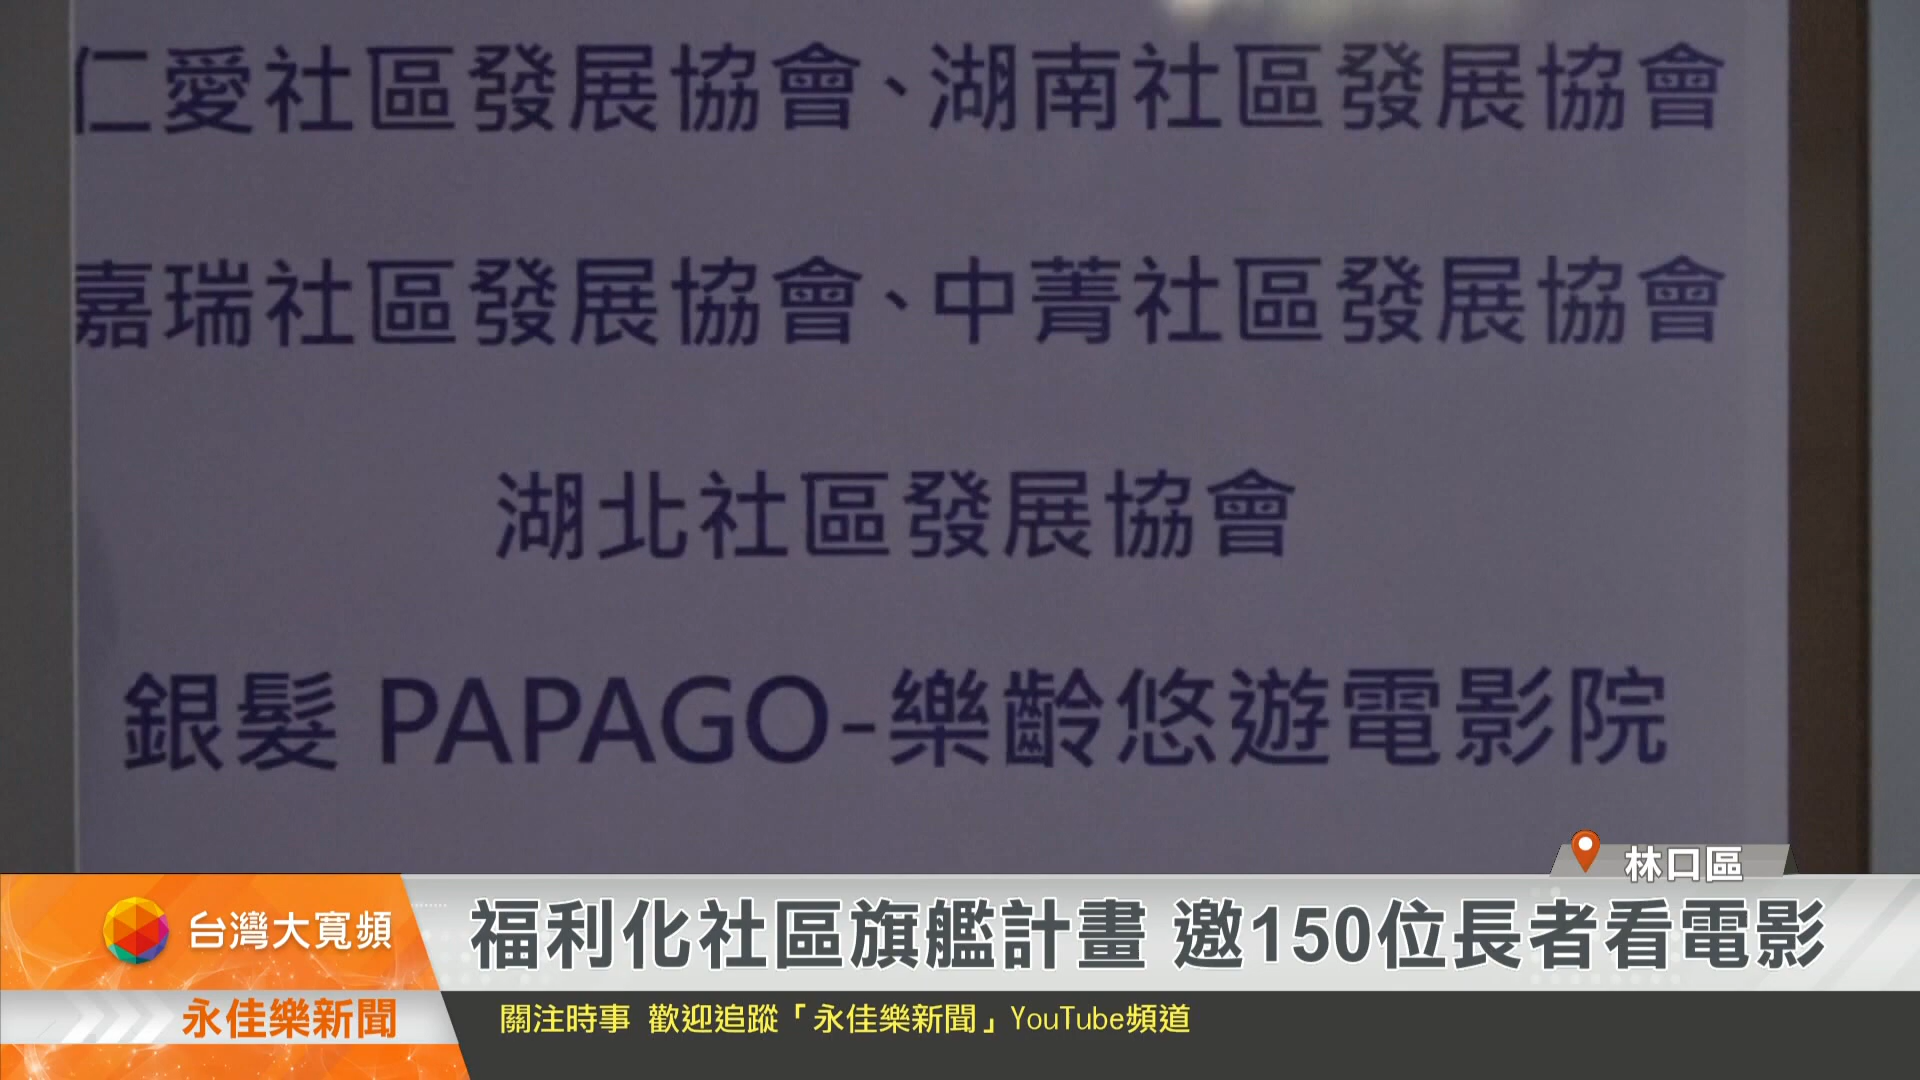 仁愛社區發展協會、湖南社區發展協會
嘉瑞社區發展協會、中菁社區發展協會
湖北社區發展協會
銀髮 PAPAGO-樂齡悠遊電影院
林口區
台灣大寬頻
福利化社區旗艦計畫 邀150位長者看電影
永佳樂新聞
關注時事 歡迎追蹤「永佳樂新聞」YouTube頻道